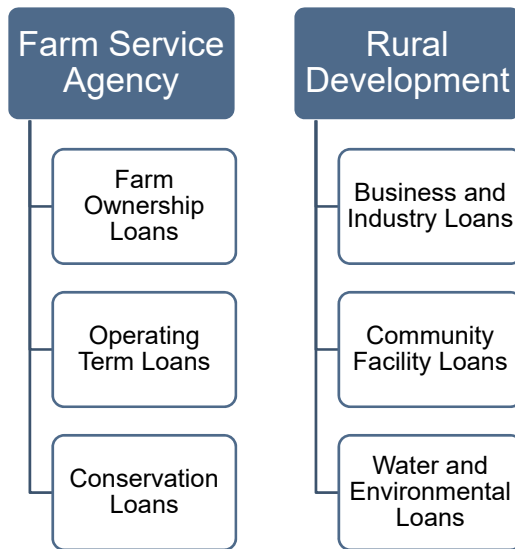 Farm Service
Agency
Farm
Ownership
Loans
Operating
Term Loans
Conservation
Loans
Rural
Development
Business and
Industry Loans
Community
Facility Loans
Water and
Environmental
Loans